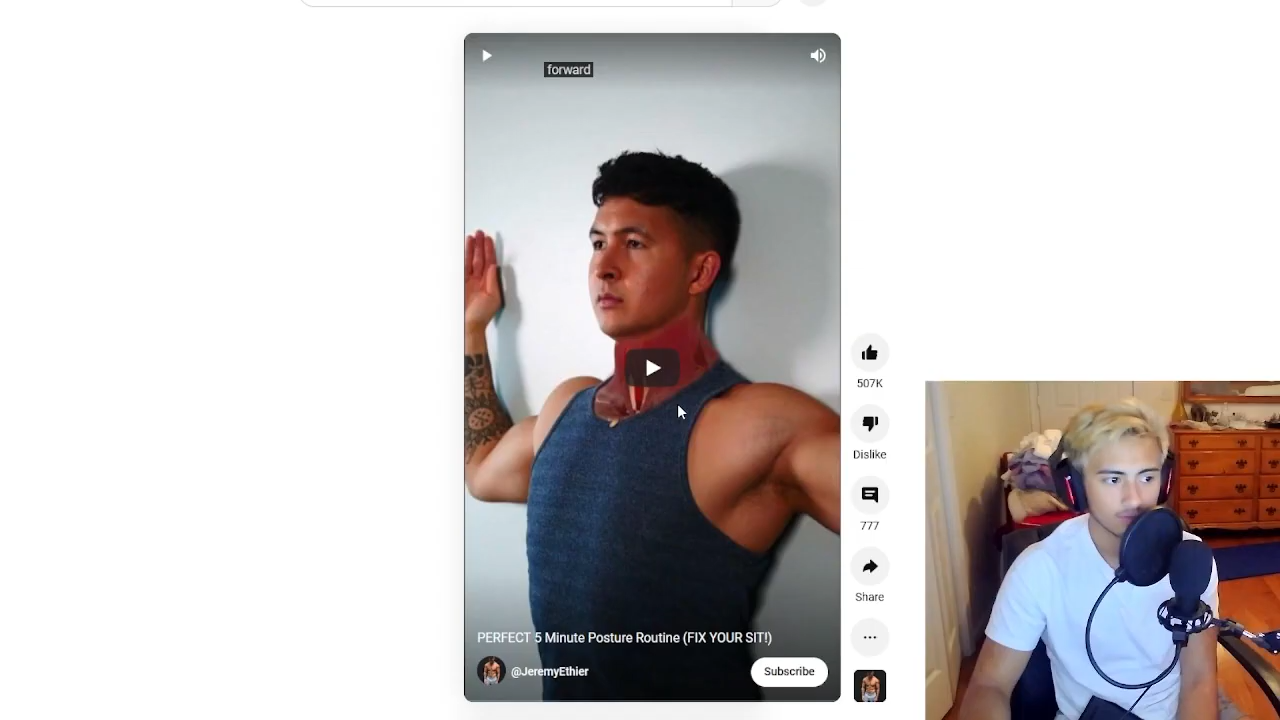 forward
507K
Dislike
777
Share
PERFECT 5 Minute Posture Routine (FIX YOUR SIT!)
@JeremyEthier
Subscribe